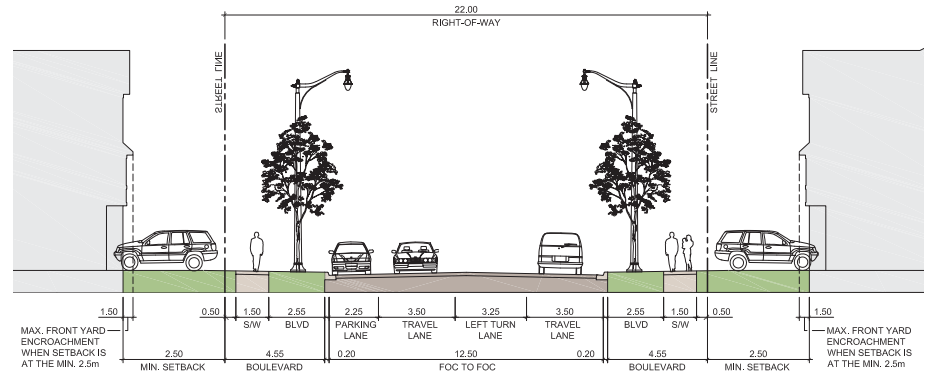 22.00
RIGHT-OF-WAY
STREET LINE
STREET LINE
1.50 0.50 1.50 2.55 2.25 3.50 3.25 3.50 2.55 1.50 0.50 1.50
S/W BLVD PARKING LANE TRAVEL LANE LEFT TURN LANE TRAVEL LANE BLVD S/W
MAX. FRONT YARD
ENCROACHMENT
WHEN SETBACK IS
AT THE MIN. 2.5m
MAX. FRONT YARD
ENCROACHMENT
WHEN SETBACK IS
AT THE MIN. 2.5m
2.50 4.55 0.20 12.50 0.20 4.55 2.50
MIN. SETBACK BOULEVARD FOC TO FOC BOULEVARD MIN. SETBACK